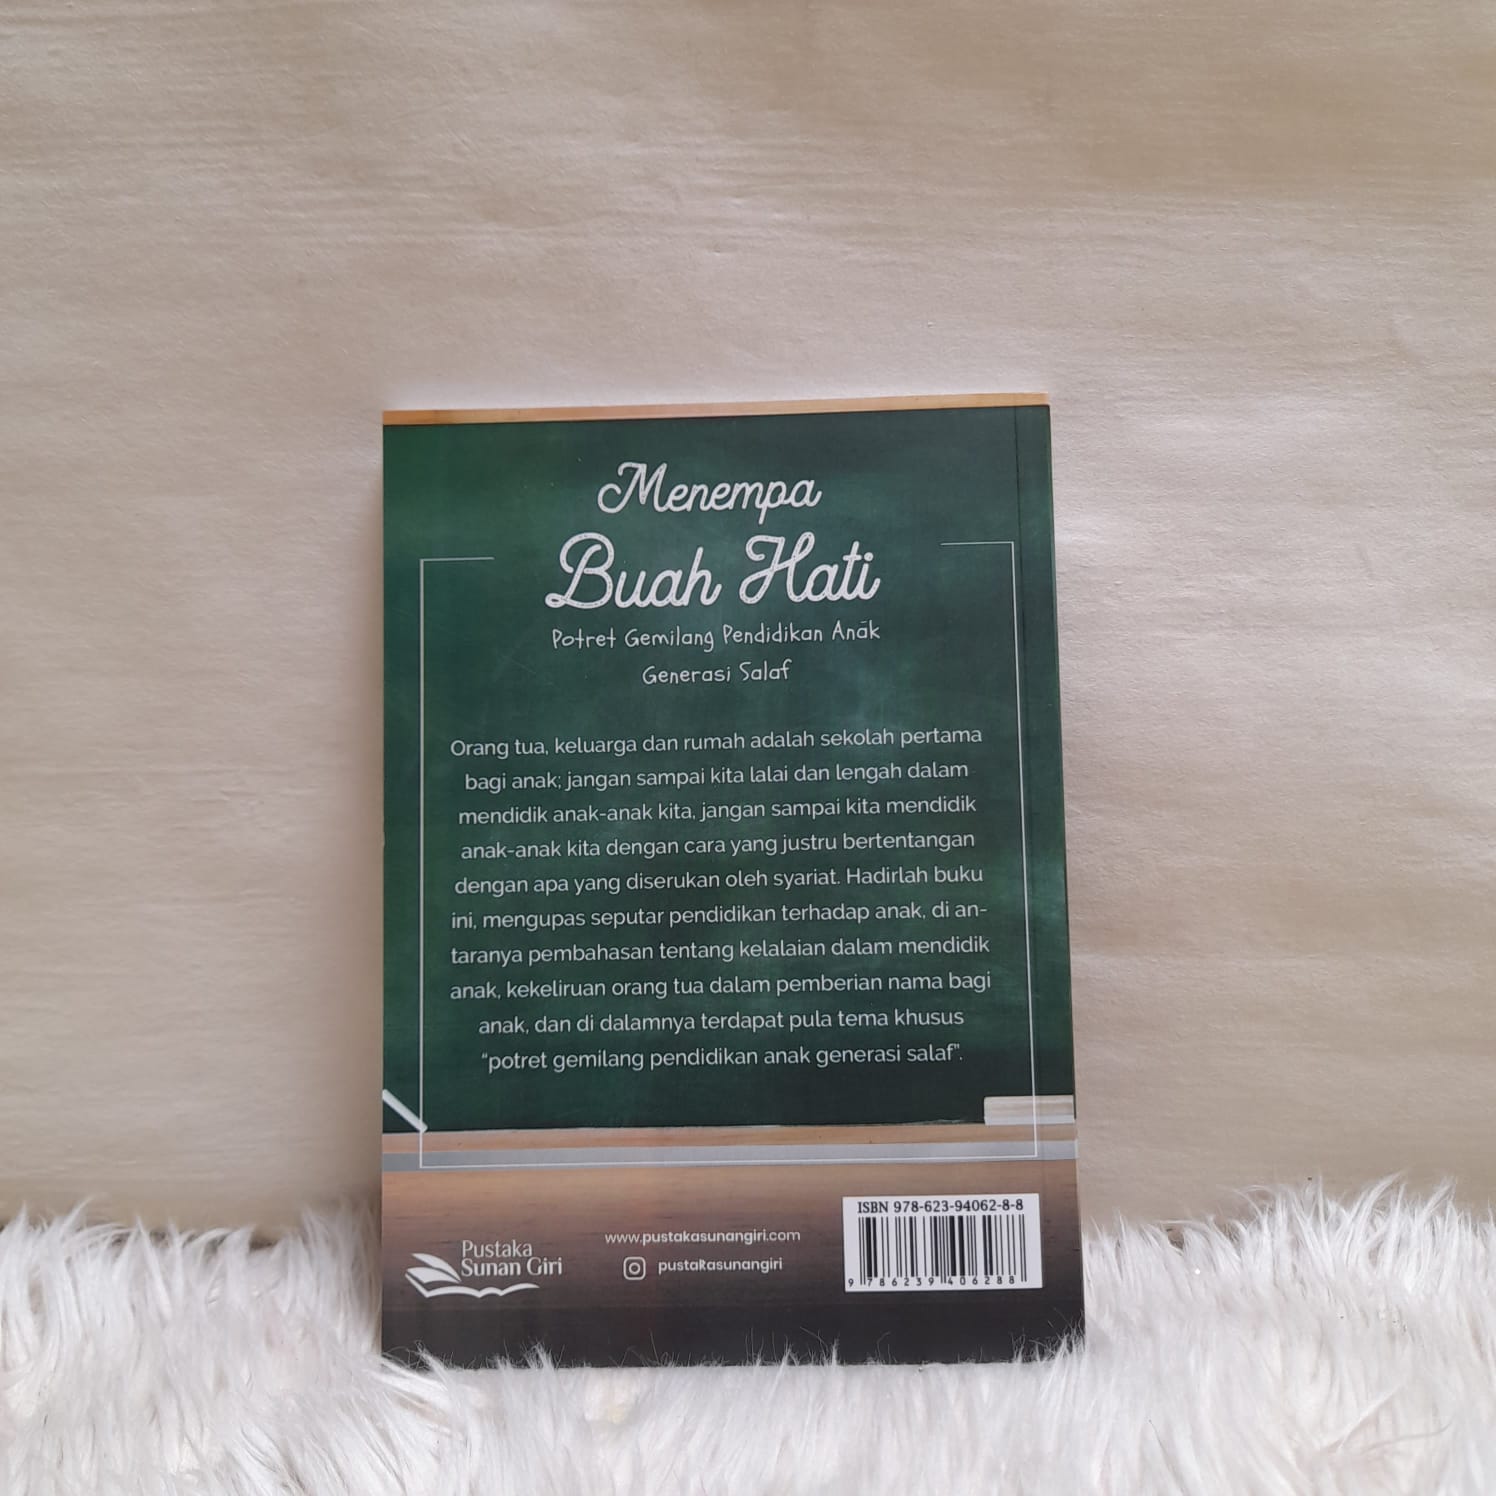 Menempa
Buah Hati
Potret Gemilang Pendidikan Anak
Generasi Salaf
Orang tua, keluarga dan rumah adalah sekolah pertama
bagi anak; jangan sampai kita lalai dan lengah dalam
mendidik anak-anak kita, jangan sampai kita mendidik
anak-anak kita dengan cara yang justru bertentangan
dengan apa yang diserukan oleh syariat. Hadirlah buku
ini, mengupas seputar pendidikan terhadap anak, di an-
taranya pembahasan tentang kelalaian dalam mendidik
anak, kekeliruan orang tua dalam pemberian nama bagi
anak, dan di dalamnya terdapat pula tema khusus
“potret gemilang pendidikan anak generasi salaf”.
Pustaka
Sunan Giri
www.pustakasunangiri.com
pustakasunangiri
ISBN 978-623-94062-8-8
9 786239 406288